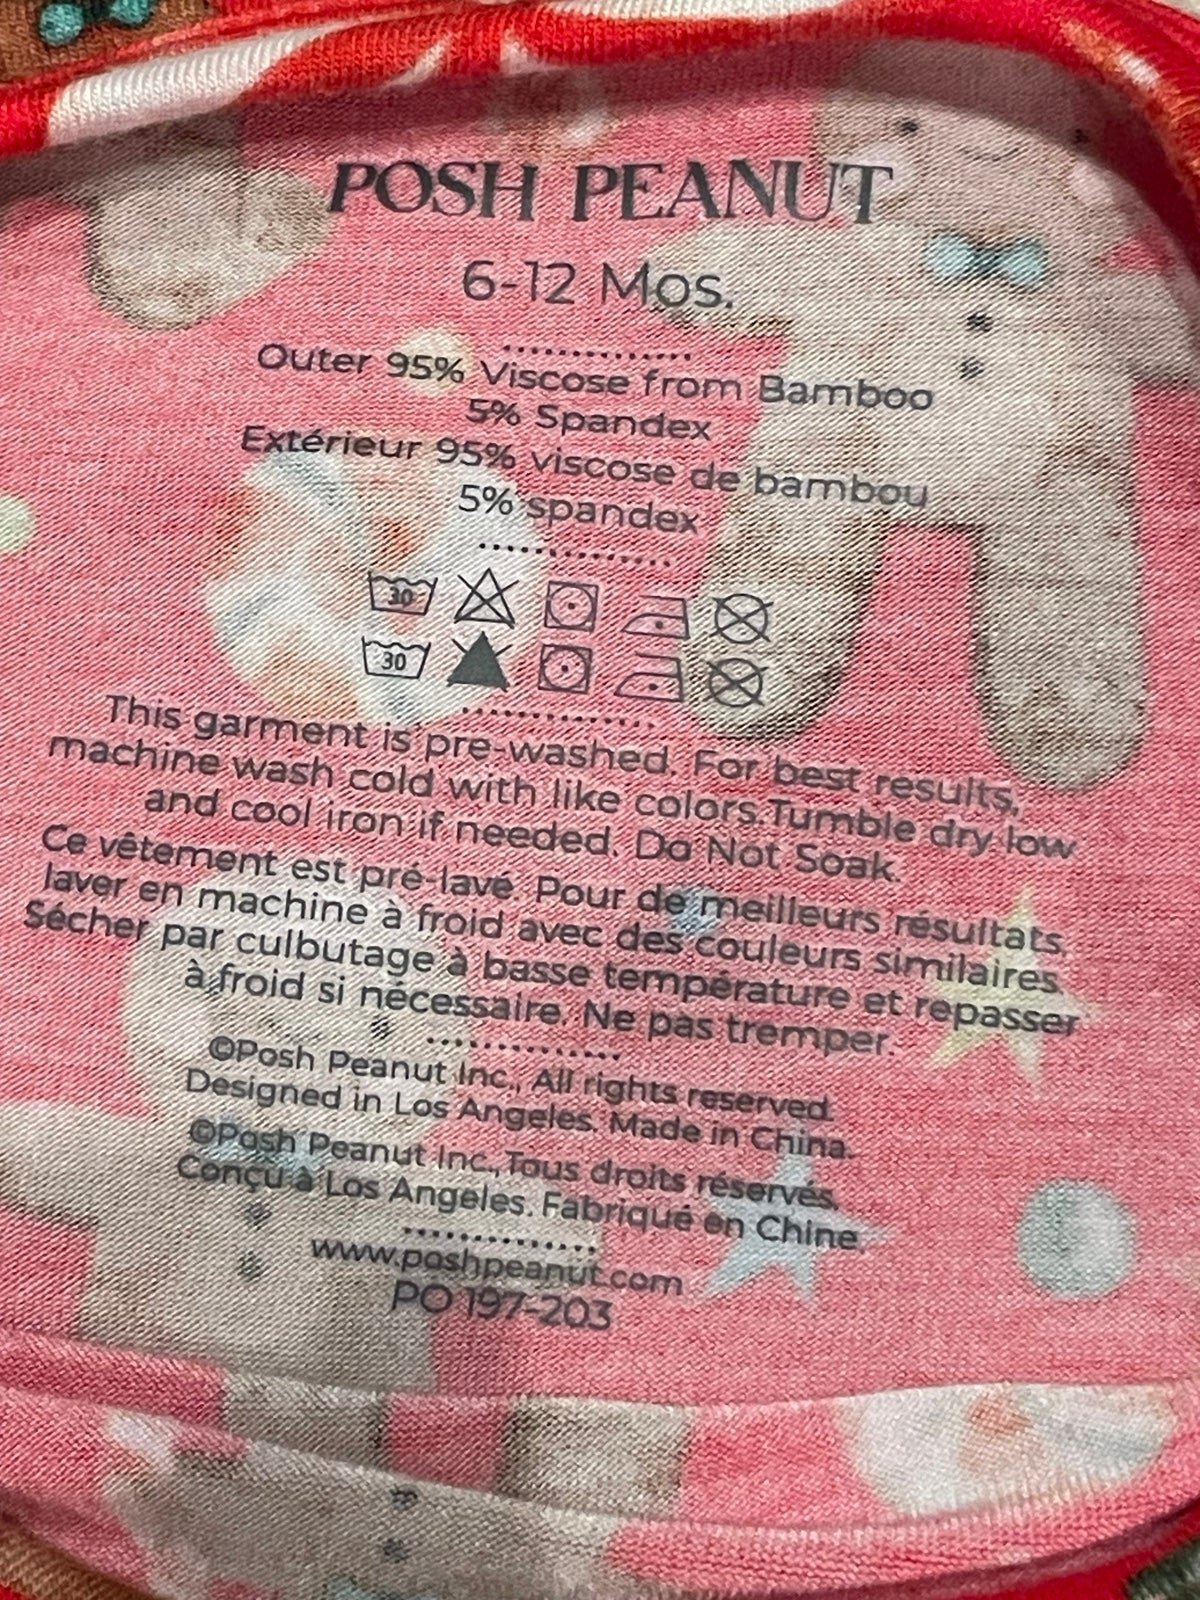 POSH PEANUT
6-12 Mos.
Outer 95% Viscose from Bamboo
5% Spandex
Extérieur 95% viscose de bambou
5% spandex
30
30
This garment is pre-washed. For best results,
machine wash cold with like colors.Tumble dry low
and cool iron if needed. Do Not Soak.
Ce vêtement est pré-lavé. Pour de meilleurs résultats.
laver en machine à froid avec des couleurs similaires.
Sécher par culbutage à basse température et repasser
à froid si nécessaire. Ne pas tremper.
©Posh Peanut Inc., All rights reserved.
Designed in Los Angeles. Made in China.
©Posh Peanut Inc., Tous droits réservés.
Conçu à Los Angeles. Fabriqué en Chine.
www.poshpeanut.com
PO 197-203